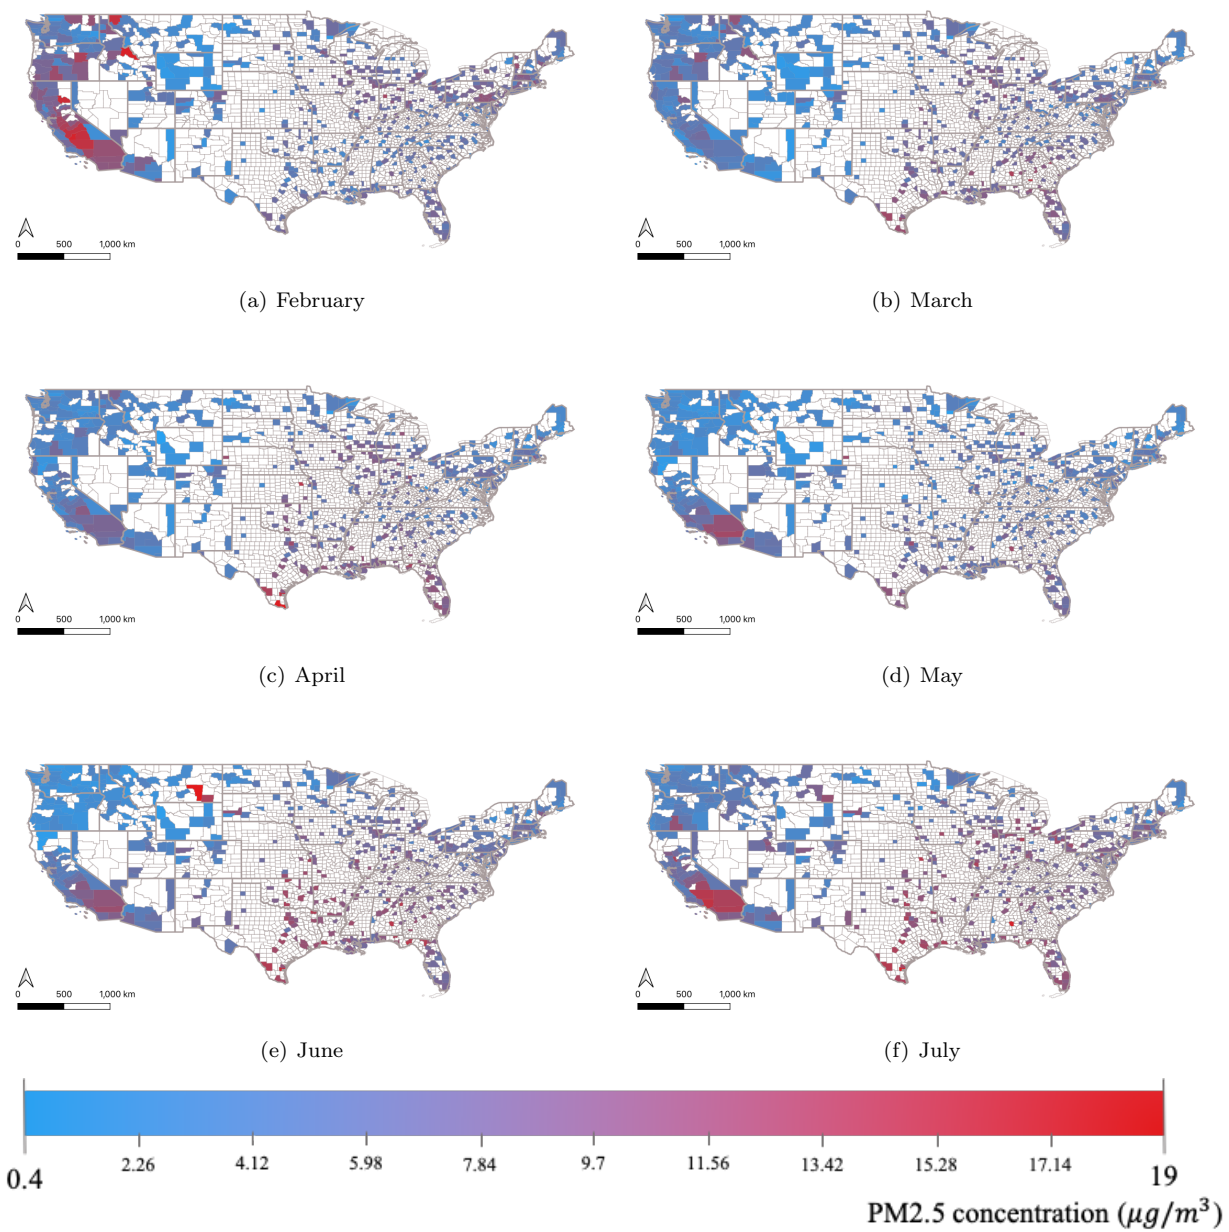 0 500 1,000 km
0 500 1,000 km
(a) February
(b) March
0 500 1,000 km
0 500 1,000 km
(c) April
(d) May
0 500 1,000 km
0 500 1,000 km
(e) June
(f) July
0.4 2.26 4.12 5.98 7.84 9.7 11.56 13.42 15.28 17.14 19
PM2.5 concentration (µg/m³)